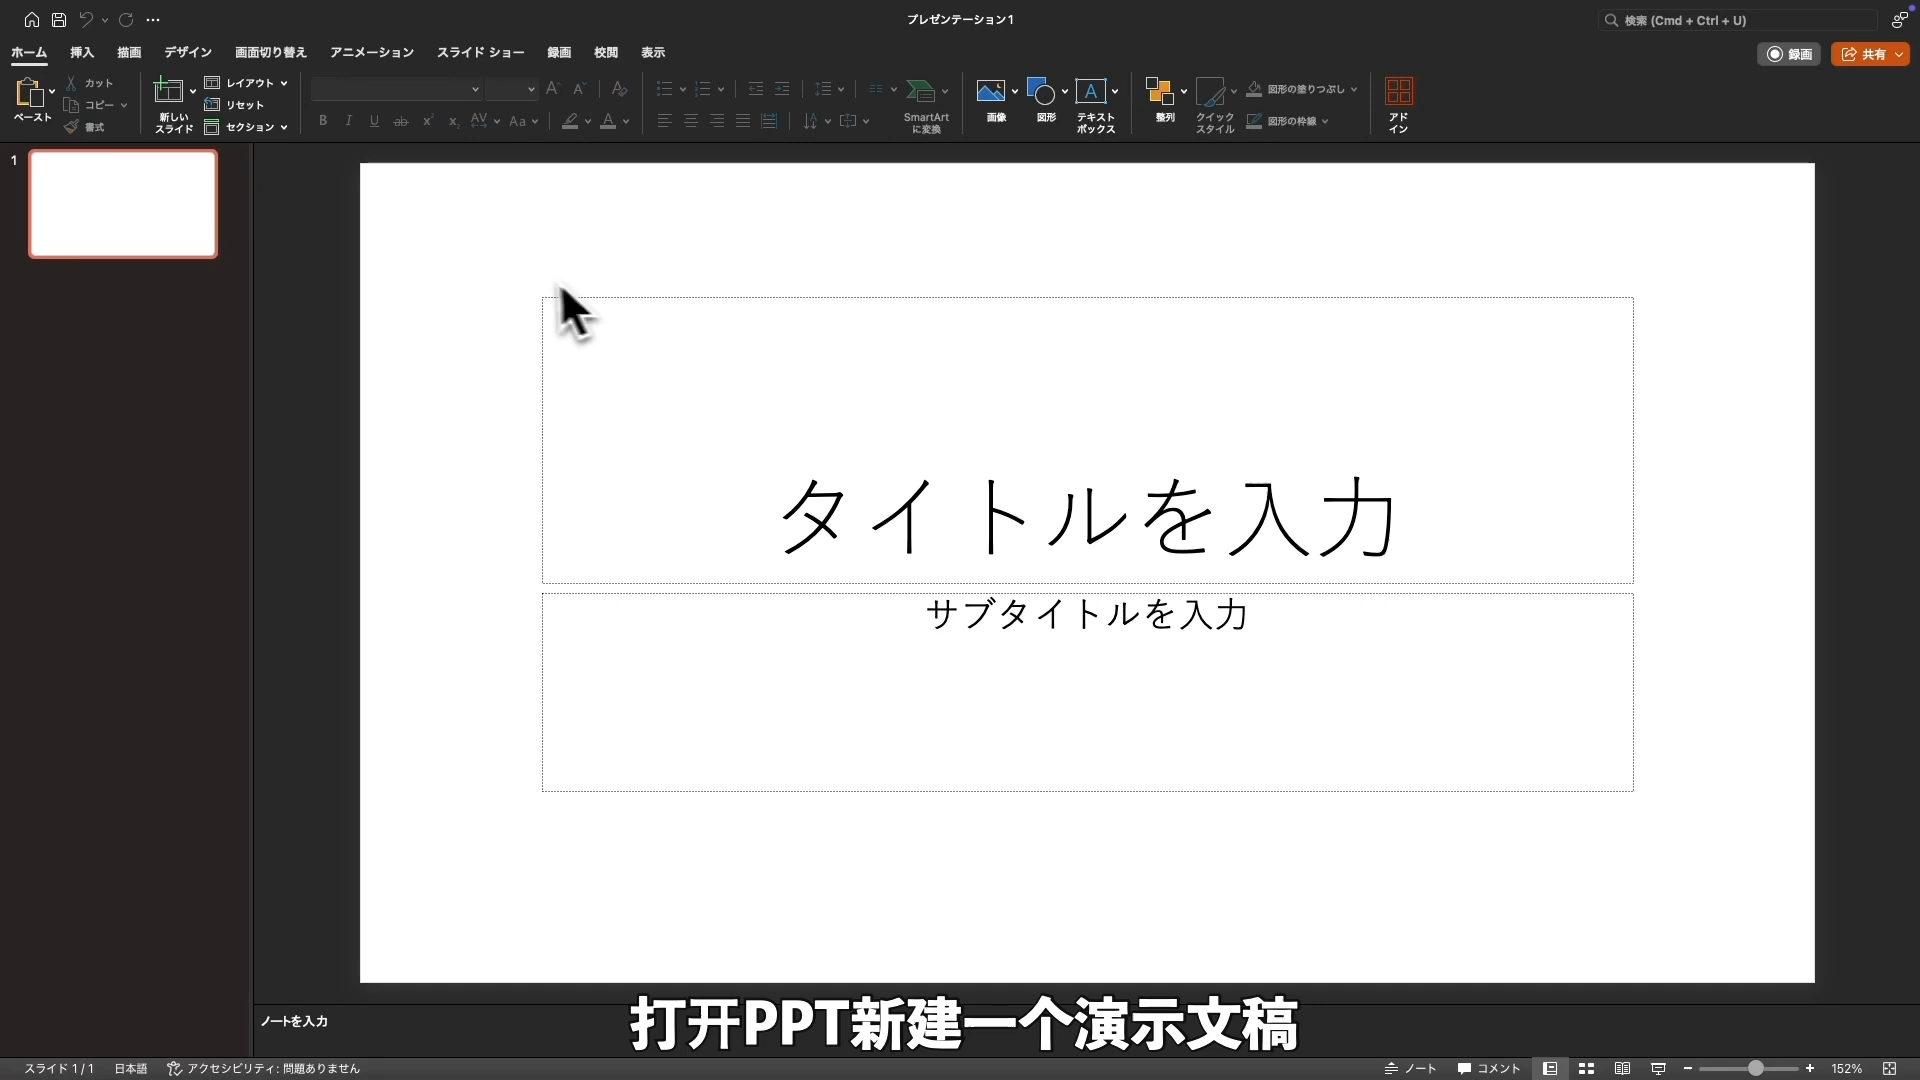 プレゼンテーション1
検索 (Cmd + Ctrl + U)
ホーム 挿入 描画 デザイン 画面切り替え アニメーション スライド ショー 録画 校閲 表示
録画 共有
ペースト
カット
コピー
書式
新しい
スライド
レイアウト
リセット
セクション
SmartArt
に変換
画像
図形
テキスト
ボックス
整列
クイック
スタイル
図形の塗りつぶし
図形の枠線
アド
イン
1
タイトルを入力
サブタイトルを入力
ノートを入力
打开PPT新建一个演示文稿
スライド 1 / 1 日本語 アクセシビリティ: 問題ありません
ノート コメント 152%